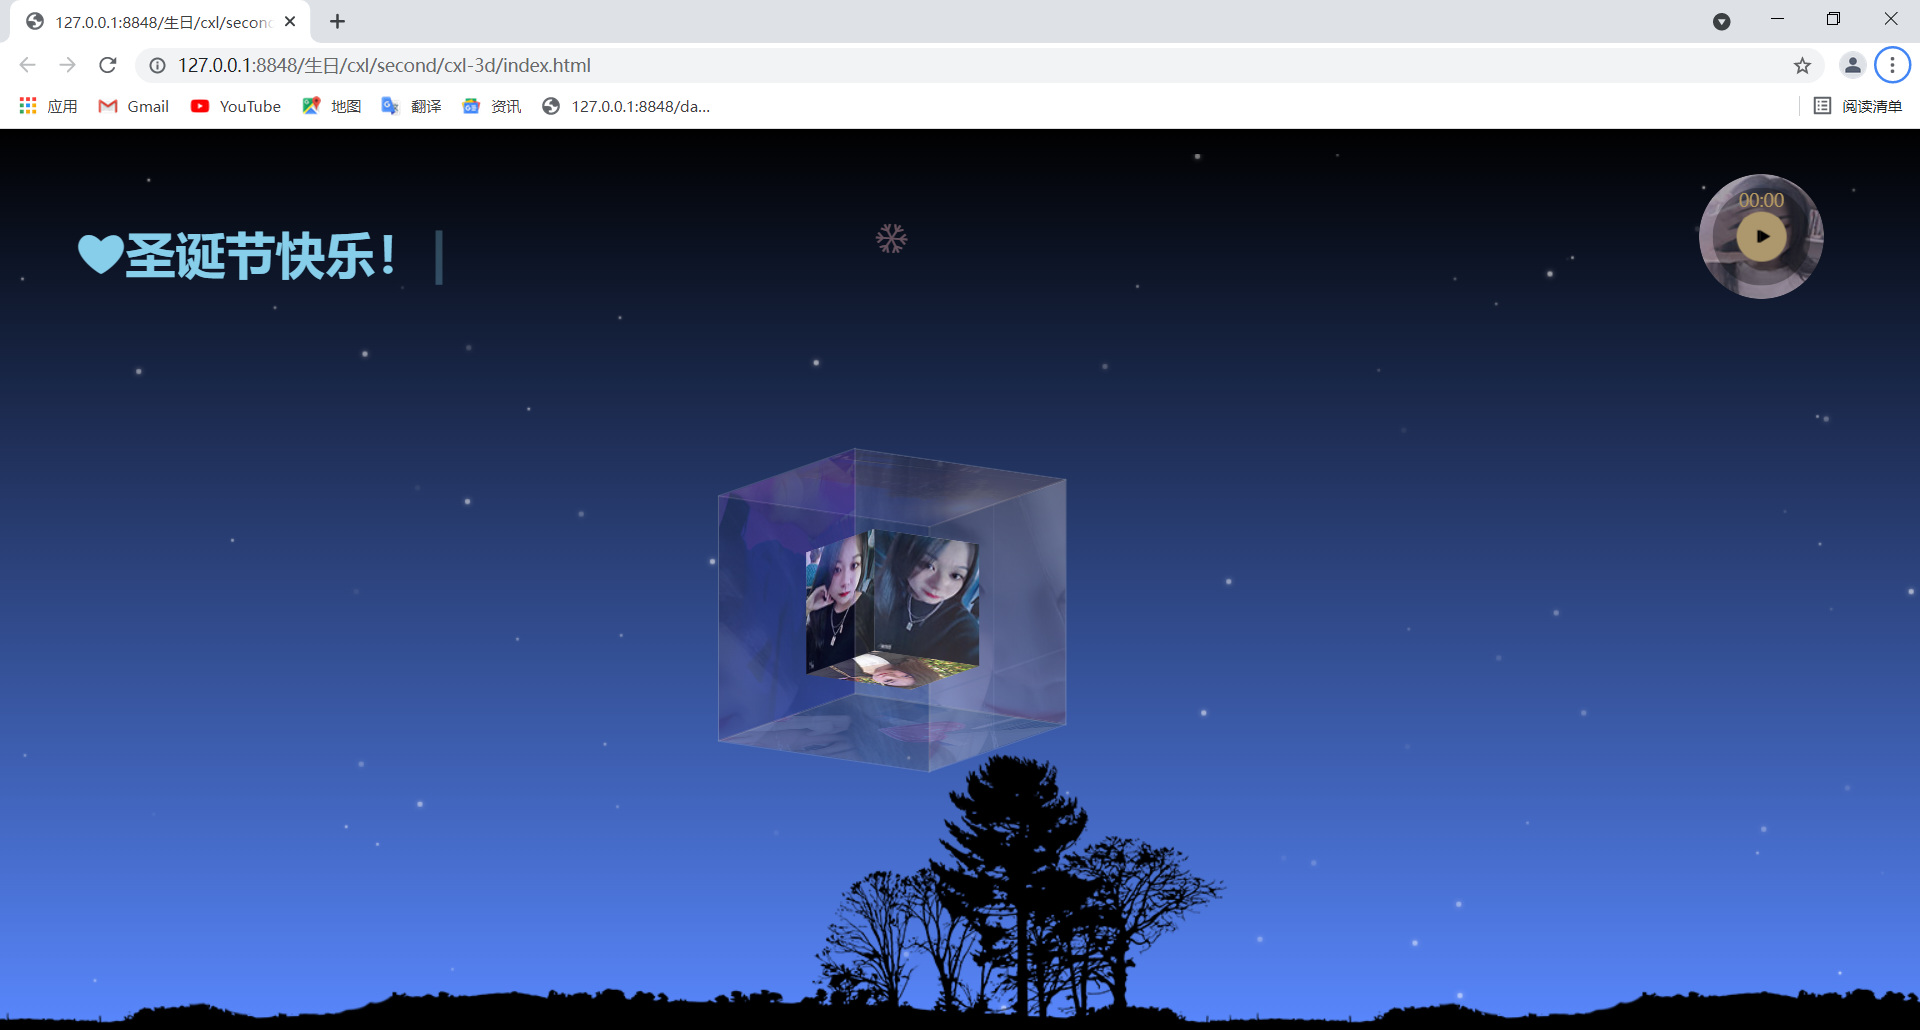 127.0.0.1:8848/生日/cxl/secon
127.0.0.1:8848/生日/cxl/second/cxl-3d/index.html
应用 Gmail YouTube 地图 翻译 资讯 127.0.0.1:8848/da... 阅读清单
00:00
圣诞节快乐!